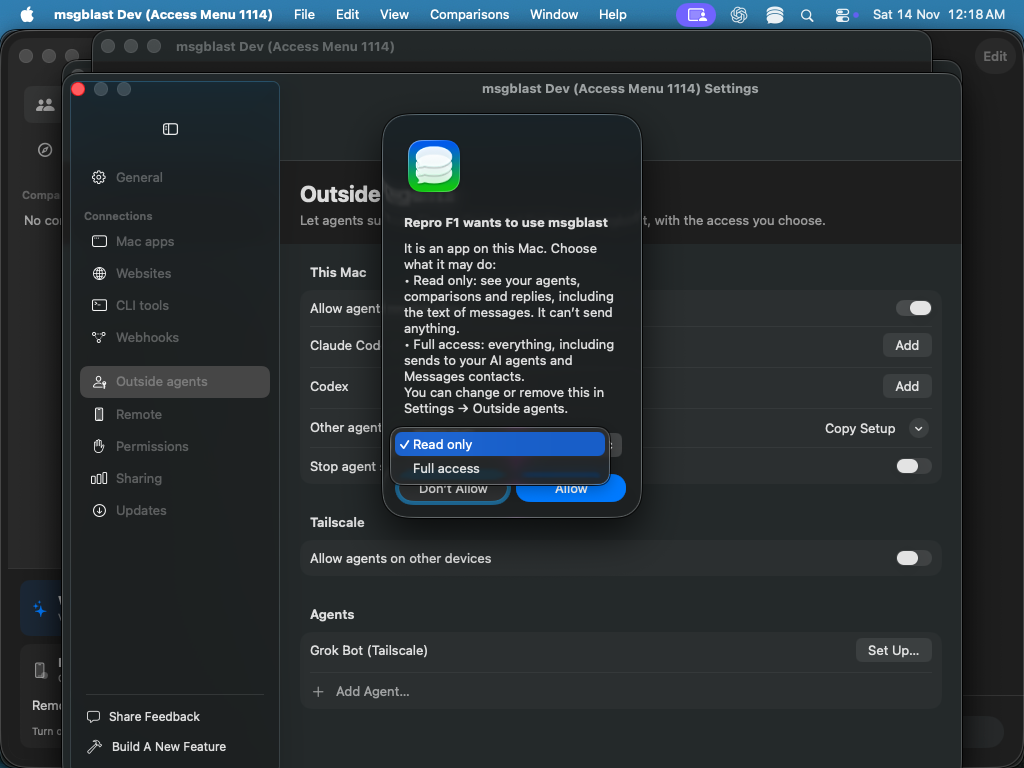 msgblast Dev (Access Menu 1114) File Edit View Comparisons Window Help Sat 14 Nov 12:18 AM
msgblast Dev (Access Menu 1114)
Edit
msgblast Dev (Access Menu 1114) Settings
General
Connections
Mac apps
Websites
CLI tools
Webhooks
Outside agents
Remote
Permissions
Sharing
Updates
Share Feedback
Build A New Feature
No
Turn
Outside
Let agents
, with the access you choose.
This Mac
Allow agent
Claude
Add
Codex
Add
Other agent
Copy Setup
Stop agent
Tailscale
Allow agents on other devices
Agents
Grok Bot (Tailscale)
Set Up...
Add Agent...
Repro F1 wants to use msgblast
It is an app on this Mac. Choose
what it may do:
• Read only: see your agents,
comparisons and replies, including
the text of messages. It can’t send
anything.
• Full access: everything, including
sends to your AI agents and
Messages contacts.
You can change or remove this in
Settings → Outside agents.
✓ Read only
Full access
Don’t Allow
Allow